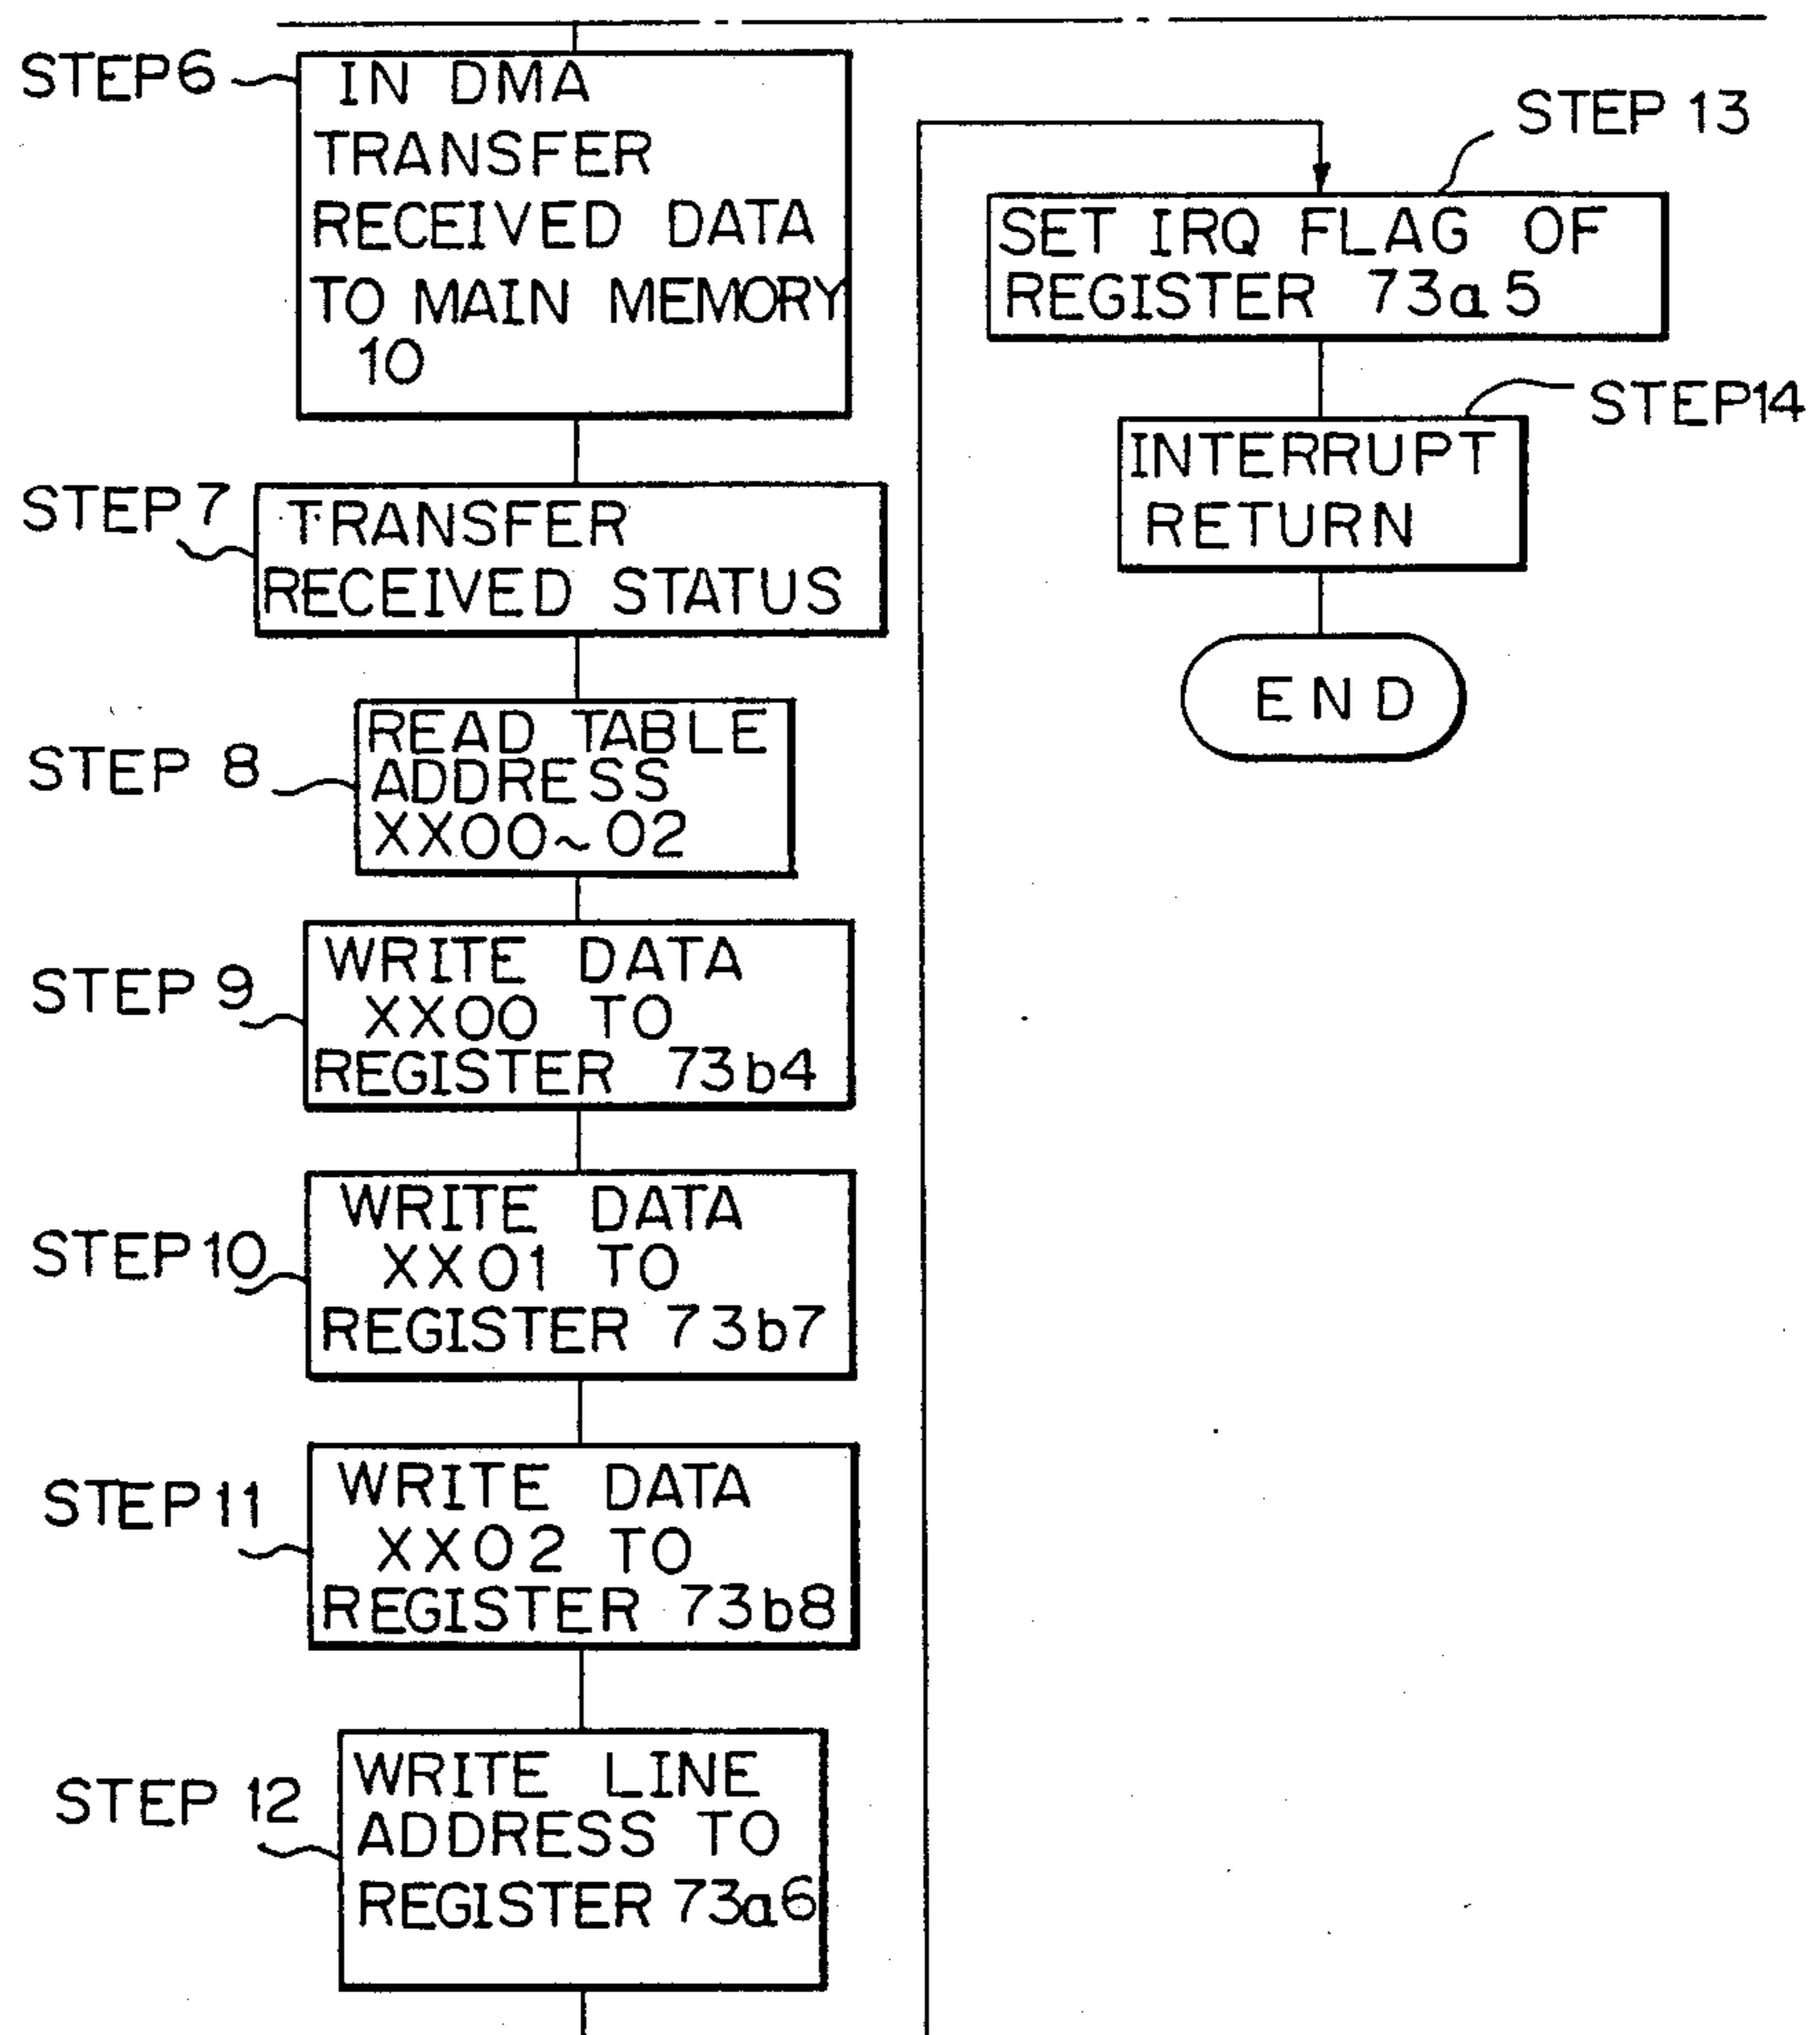 STEP6
IN DMA
TRANSFER
RECEIVED DATA
TO MAIN MEMORY
10
STEP 7
TRANSFER
RECEIVED STATUS
STEP 8
READ TABLE
ADDRESS
XX00~02
STEP 9
WRITE DATA
XX00 TO
REGISTER 73b4
STEP10
WRITE DATA
XX01 TO
REGISTER 73b7
STEP11
WRITE DATA
XX02 TO
REGISTER 73b8
STEP 12
WRITE LINE
ADDRESS TO
REGISTER 73a6
STEP 13
SET IRQ FLAG OF
REGISTER 73a5
STEP14
INTERRUPT
RETURN
END